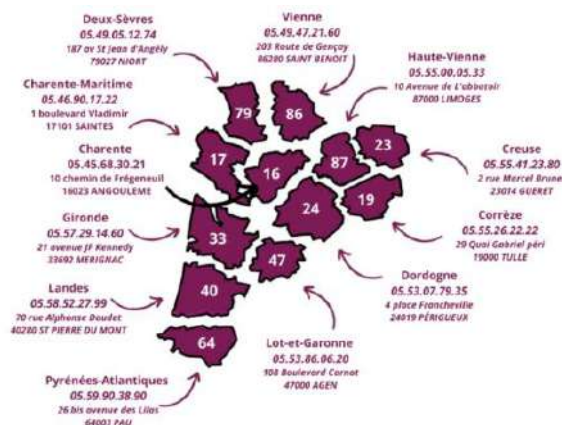 Deux-Sèvres
05.49.05.12.74
187 av St Jean d'Angély
79027 NIORT
Vienne
05.49.47.21.60
203 Route de Gençay
86280 SAINT BENOIT
Haute-Vienne
05.55.00.05.33
10 Avenue de L'abbatoir
87000 LIMOGES
Charente-Maritime
05.46.90.17.22
1 boulevard Vladimir
17101 SAINTES
Charente
05.45.68.30.21
10 chemin de Frégeneuil
16023 ANGOULEME
Creuse
05.55.41.23.80
2 rue Marcel Brunet
23014 GUERET
Gironde
05.57.29.14.60
21 avenue JF Kennedy
33692 MERIGNAC
Corrèze
05.55.26.22.22
29 Quai Gabriel péri
19000 TULLE
Landes
05.58.52.27.99
70 rue Alphonse Daudet
40280 ST PIERRE DU MONT
Dordogne
05.53.07.79.35
4 place Francheville
24019 PÉRIGUEUX
Lot-et-Garonne
05.53.86.06.20
108 Boulevard Carnot
47000 AGEN
Pyrénées-Atlantiques
05.59.90.38.90
26 bis avenue des Lilas
64002 PAU
79
86
17
16
87
23
33
24
19
40
47
64